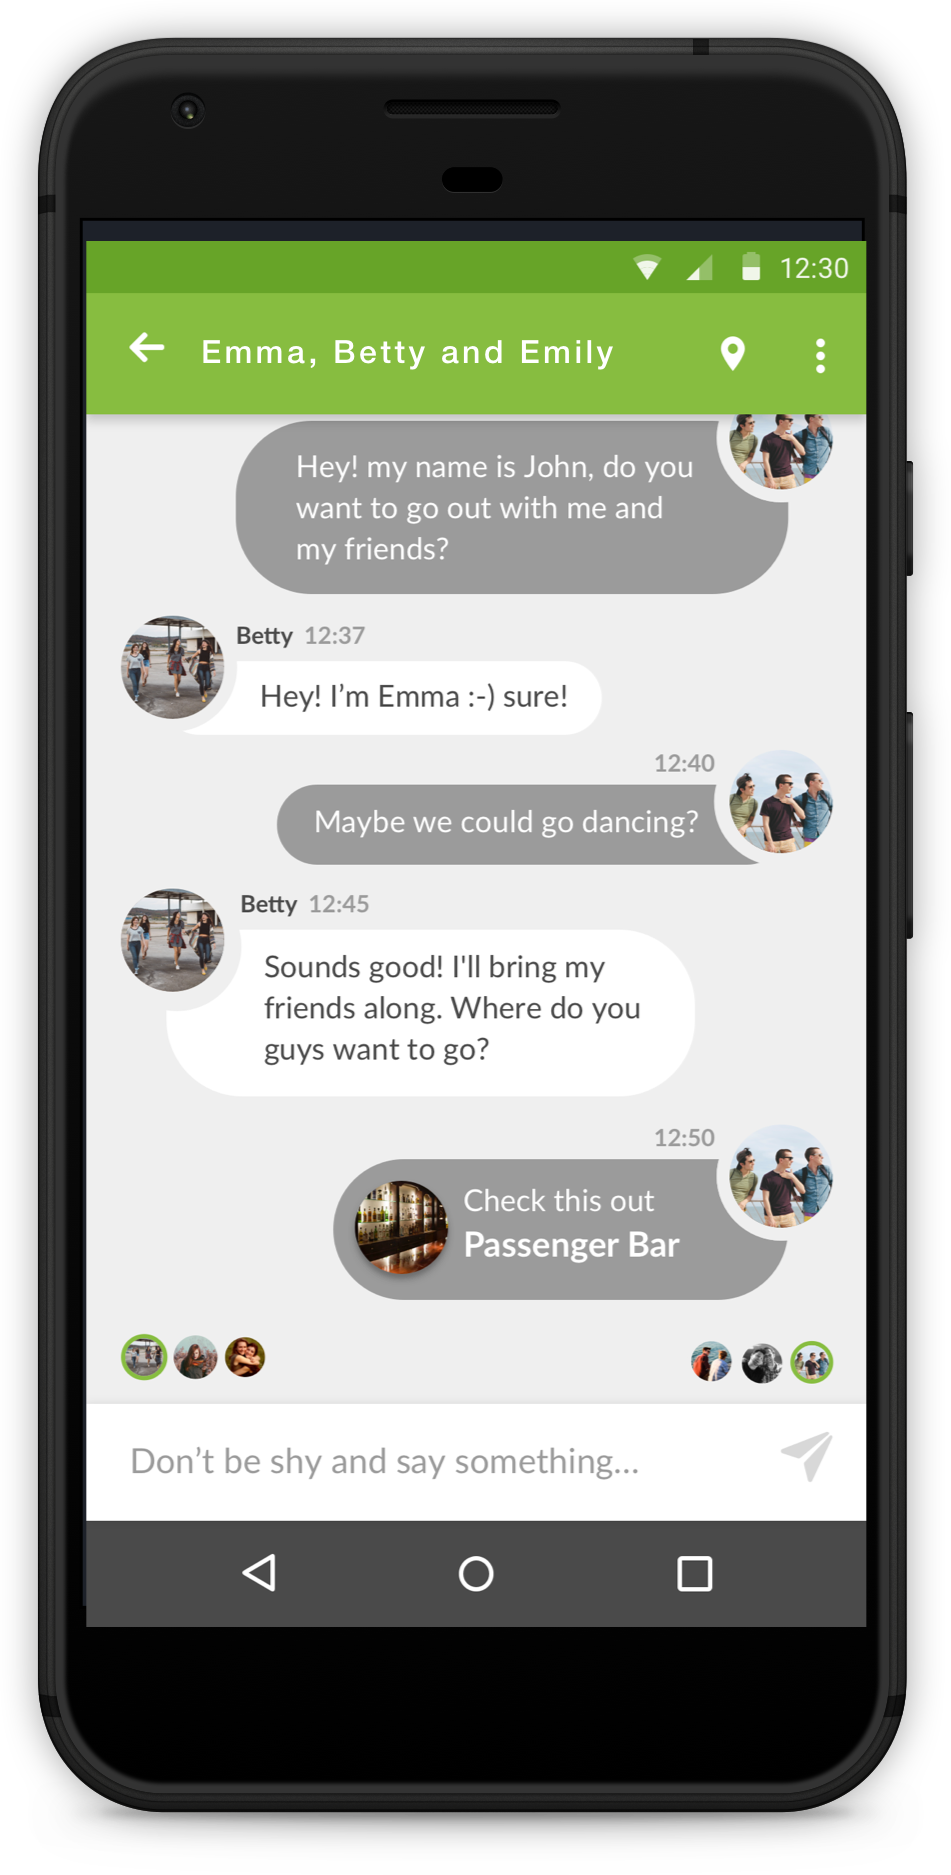 12:30
Emma, Betty and Emily
Hey! my name is John, do you
want to go out with me and
my friends?
Betty 12:37
Hey! I’m Emma :-) sure!
12:40
Maybe we could go dancing?
Betty 12:45
Sounds good! I'll bring my
friends along. Where do you
guys want to go?
12:50
Check this out
Passenger Bar
Don’t be shy and say something...